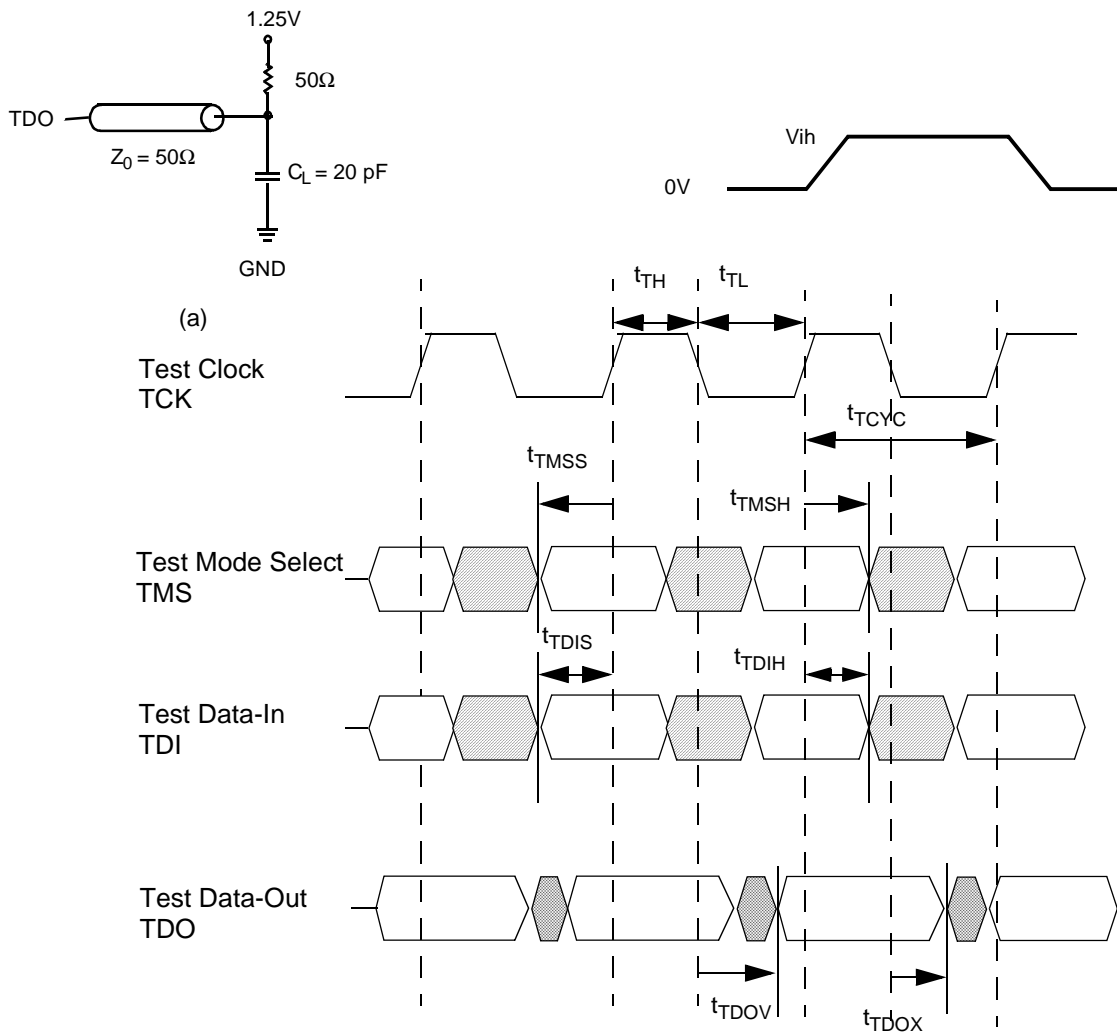 1.25V
50Ω
TDO
Z0 = 50Ω
CL = 20 pF
GND
Vih
0V
(a)
tTH
tTL
Test Clock
TCK
tTCYC
tTMSS
tTMSH
Test Mode Select
TMS
tTDIS
tTDIH
Test Data-In
TDI
Test Data-Out
TDO
tTDOV
tTDOX